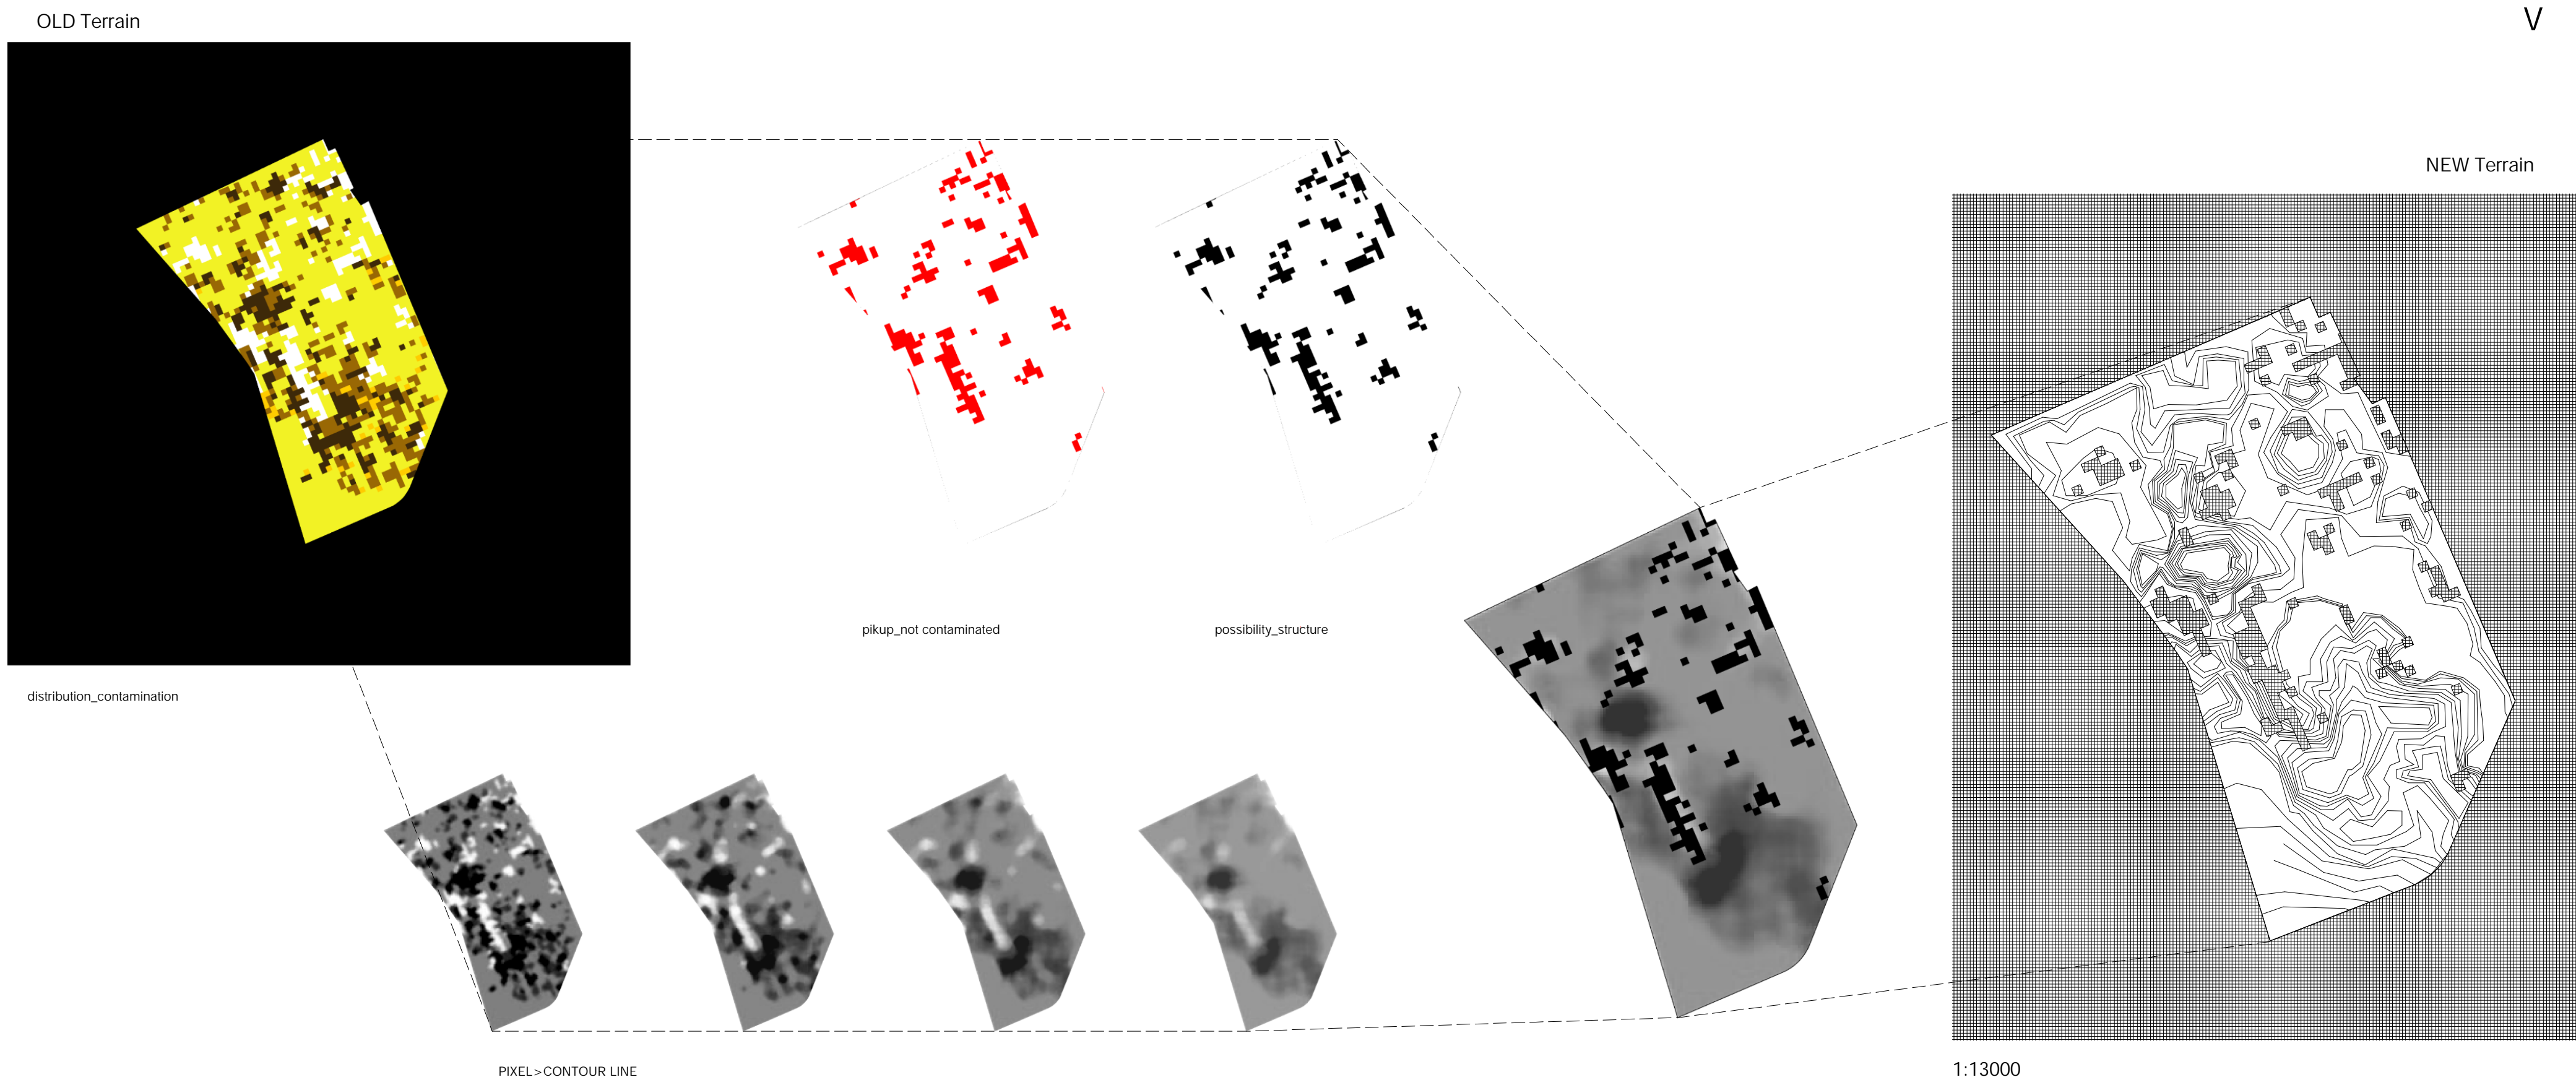 OLD Terrain
V
NEW Terrain
pikup_not contaminated
possibility_structure
distribution_contamination
PIXEL>CONTOUR LINE
1:13000